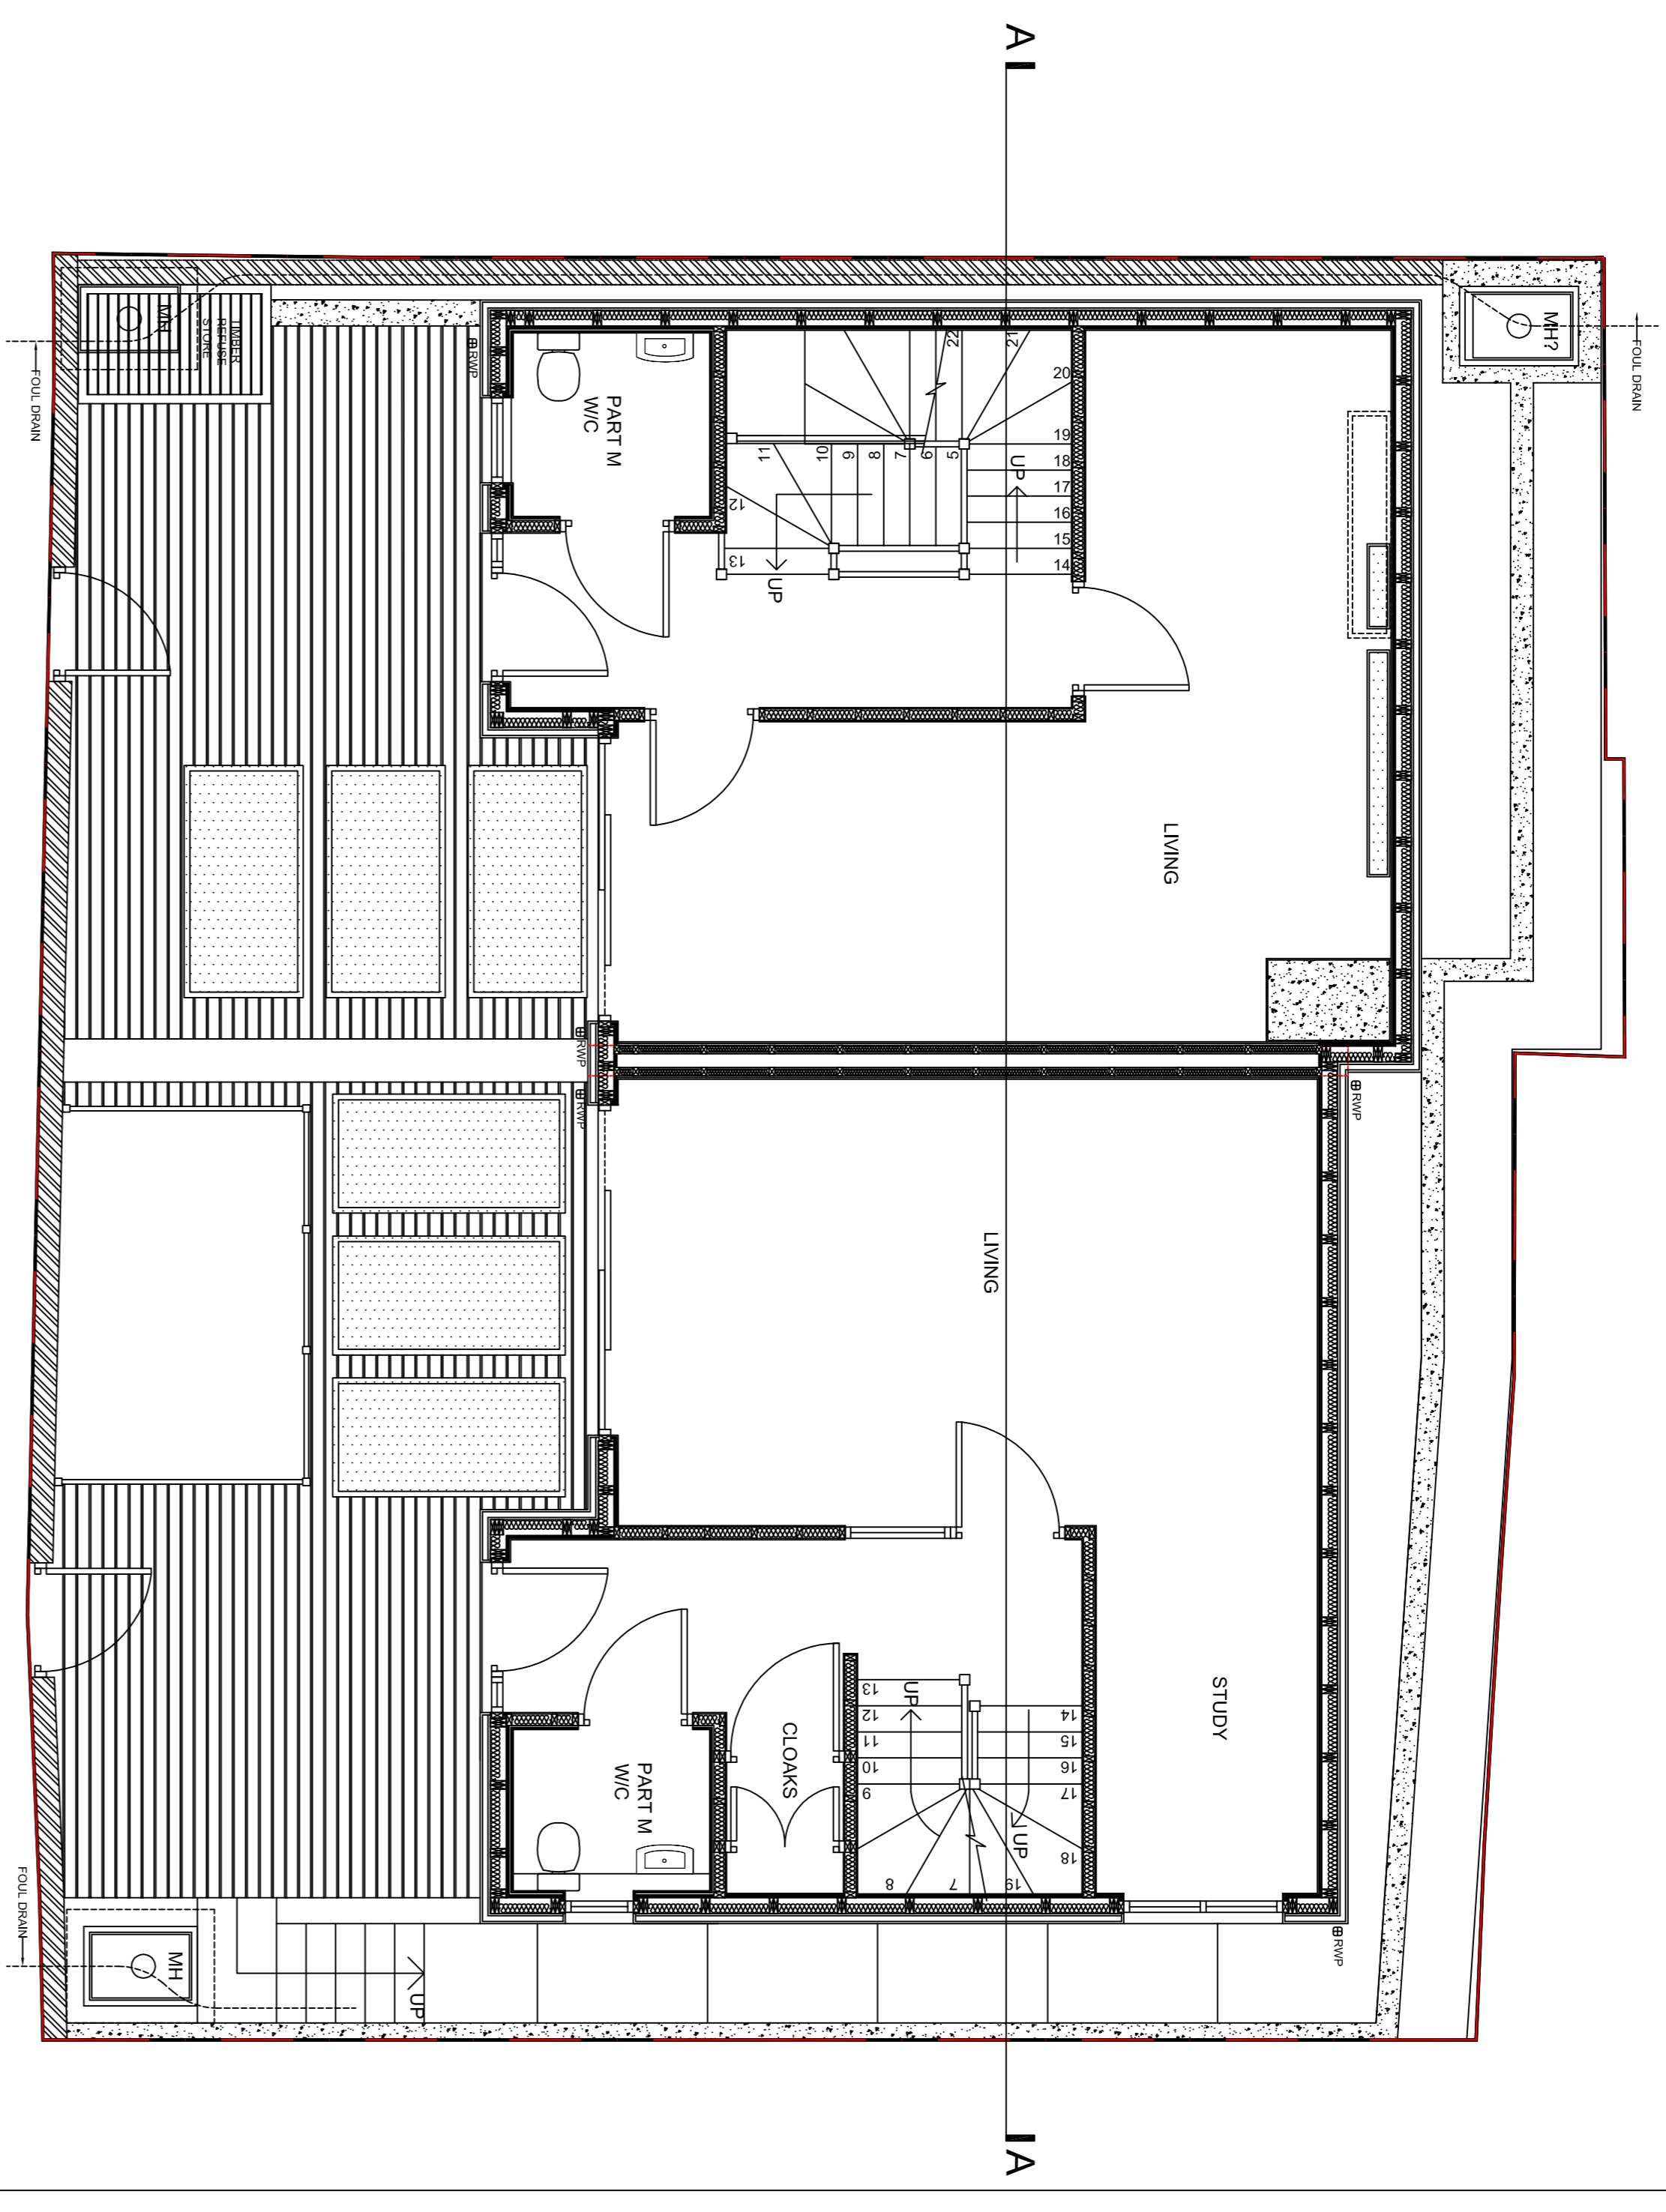 A
MH?
FOUL DRAIN
FOUL DRAIN
MH
TIMBER
REFUSE
STORE
RWP
PART M
W/C
22
21
20
19
18
17
16
15
14
UP
11
10
9
8
7
6
5
12
13
UP
LIVING
RWP
RWP
RWP
LIVING
STUDY
CLOAKS
PART M
W/C
13
12
11
10
9
8
7
UP
14
15
16
17
18
19
UP
RWP
FOUL DRAIN
MH
UP
A